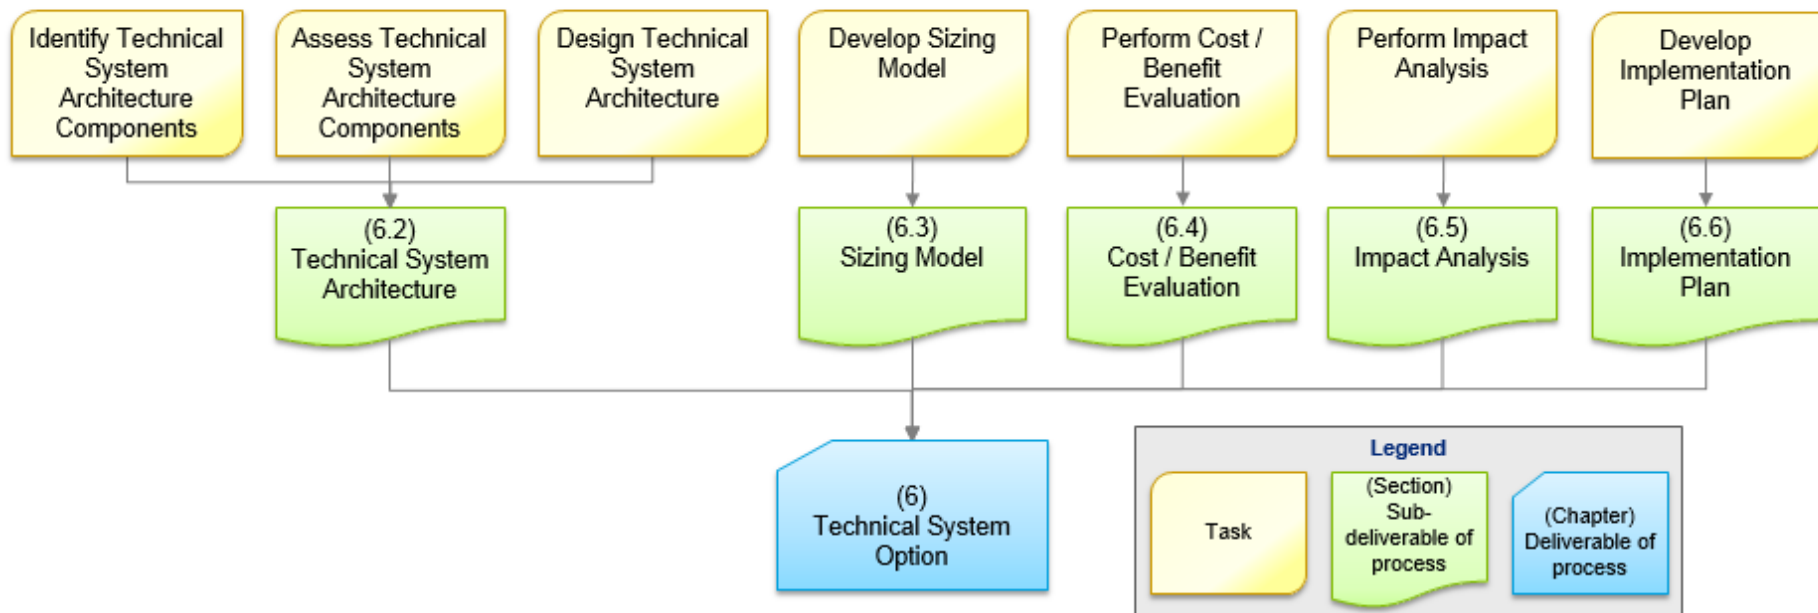 Identify Technical
System
Architecture
Components
Assess Technical
System
Architecture
Components
Design Technical
System
Architecture
Develop Sizing
Model
Perform Cost /
Benefit
Evaluation
Perform Impact
Analysis
Develop
Implementation
Plan
(6.2)
Technical System
Architecture
(6.3)
Sizing Model
(6.4)
Cost / Benefit
Evaluation
(6.5)
Impact Analysis
(6.6)
Implementation
Plan
(6)
Technical System
Option
Legend
Task
(Section)
Sub-
deliverable of
process
(Chapter)
Deliverable of
process